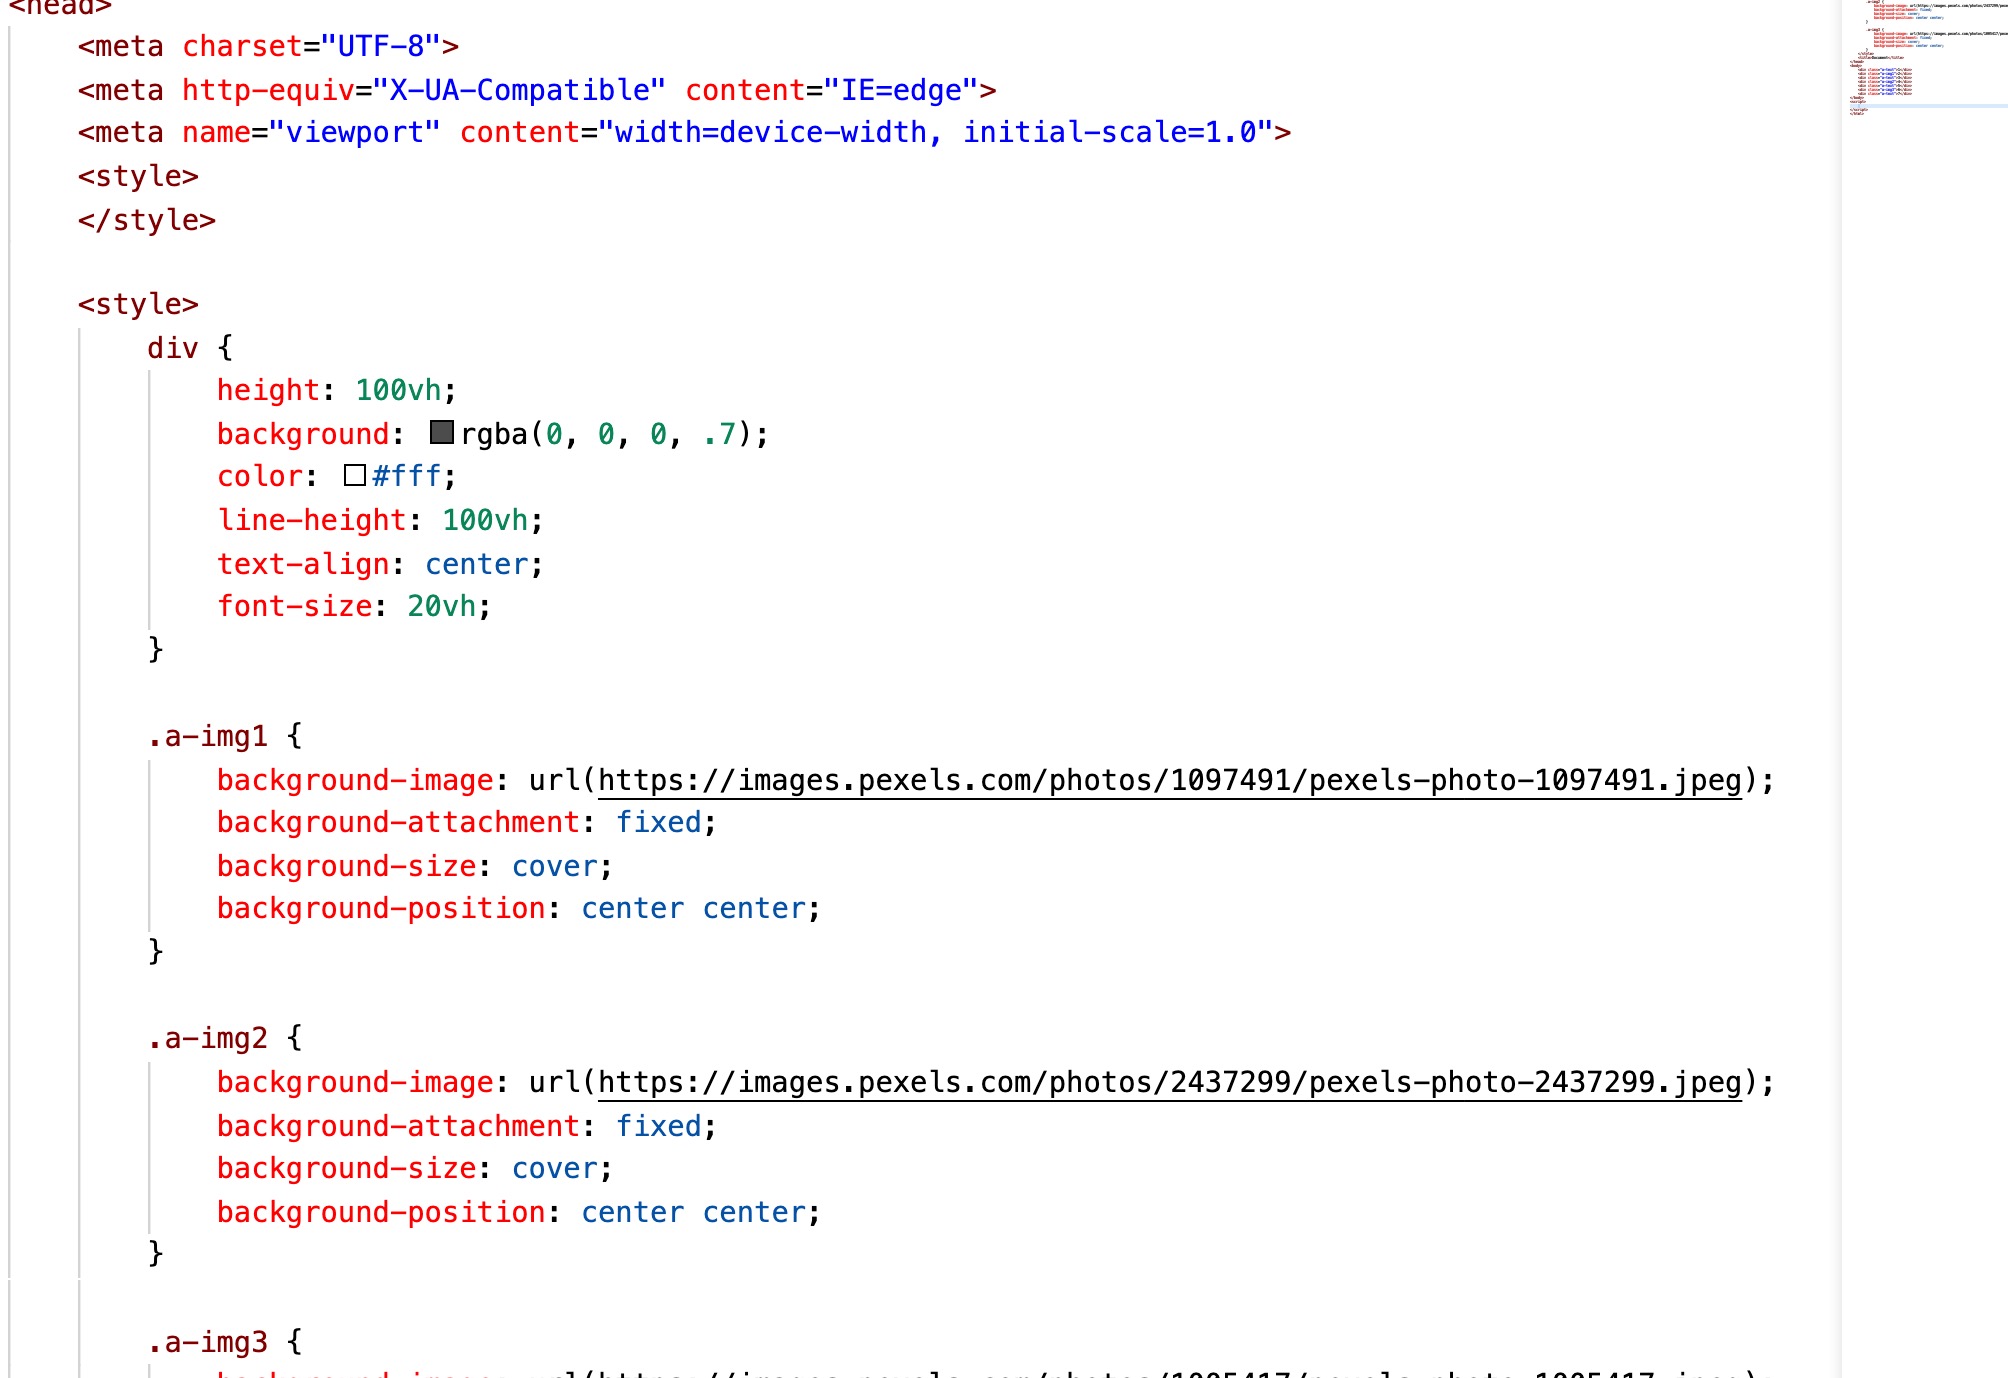 <head>
<meta charset="UTF-8">
<meta http-equiv="X-UA-Compatible" content="IE=edge">
<meta name="viewport" content="width=device-width, initial-scale=1.0">
<style>
</style>
<style>
div {
height: 100vh;
background: rgba(0, 0, 0, .7);
color: #fff;
line-height: 100vh;
text-align: center;
font-size: 20vh;
}
.a-img1 {
background-image: url(https://images.pexels.com/photos/1097491/pexels-photo-1097491.jpeg);
background-attachment: fixed;
background-size: cover;
background-position: center center;
}
.a-img2 {
background-image: url(https://images.pexels.com/photos/2437299/pexels-photo-2437299.jpeg);
background-attachment: fixed;
background-size: cover;
background-position: center center;
}
.a-img3 {